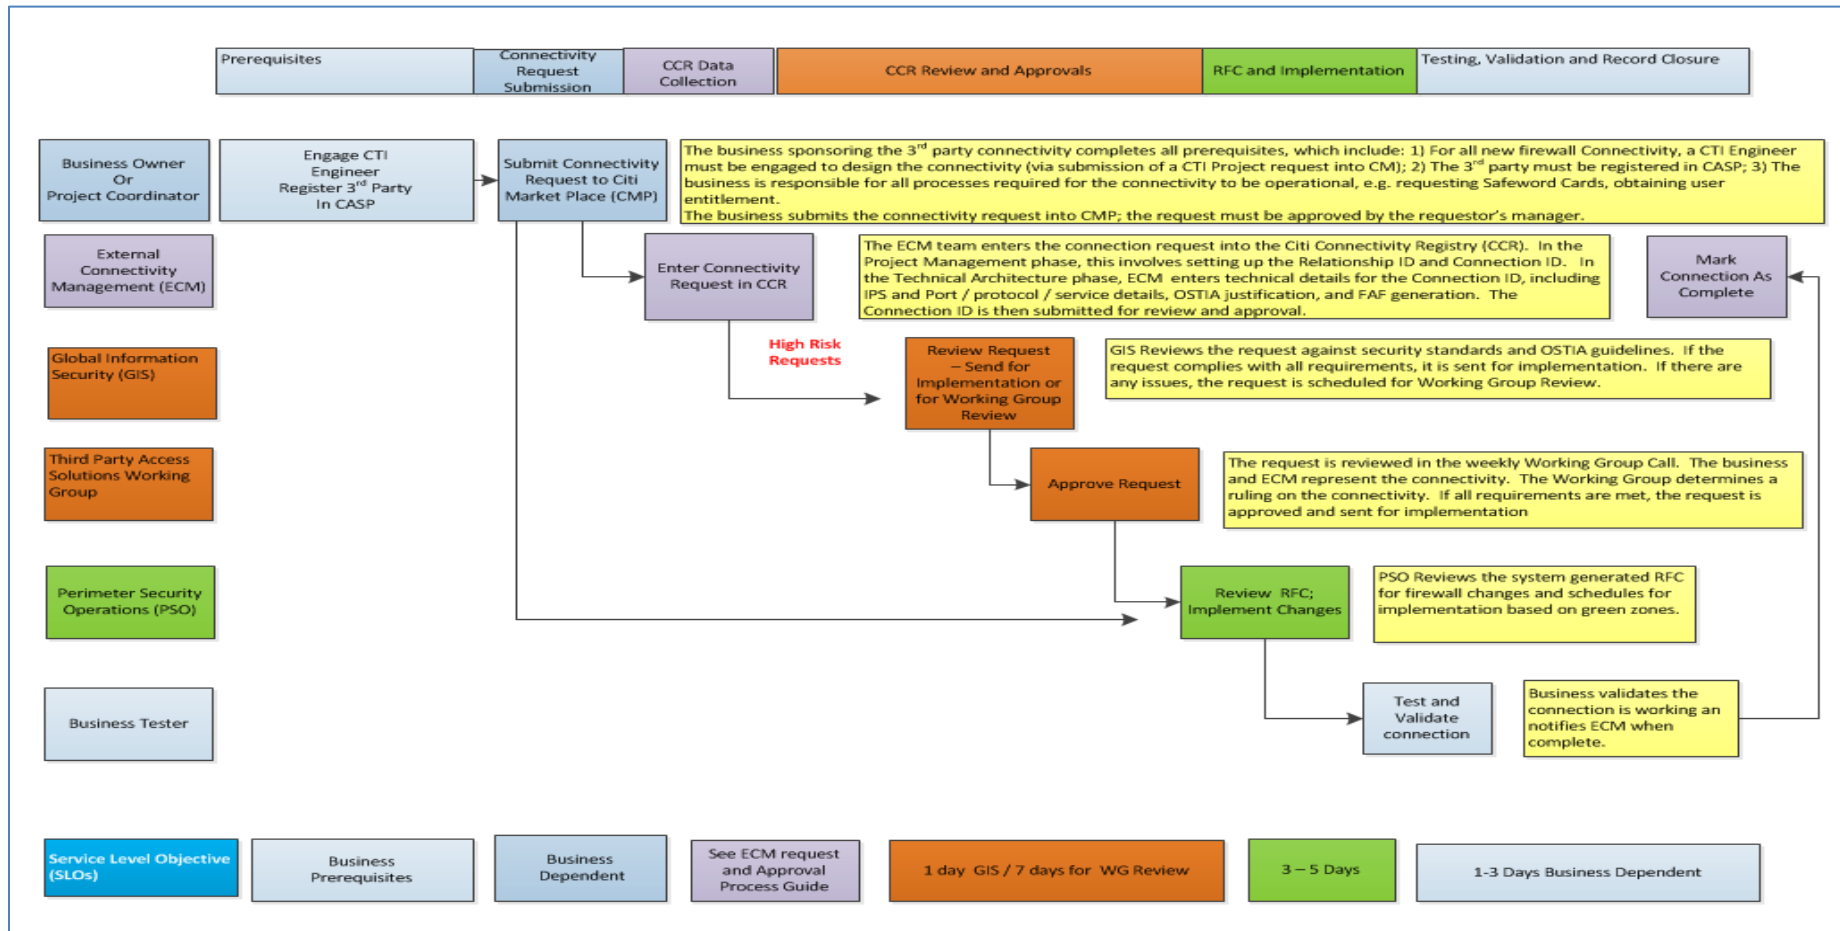 Prerequisites
Connectivity
Request
Submission
CCR Data
Collection
CCR Review and Approvals
RFC and Implementation
Testing, Validation and Record Closure
Business Owner
Or
Project Coordinator
Engage CTI
Engineer
Register 3rd Party
In CASP
Submit Connectivity
Request to Citi
Market Place (CMP)
The business sponsoring the 3rd party connectivity completes all prerequisites, which include: 1) For all new firewall Connectivity, a CTI Engineer
must be engaged to design the connectivity (via submission of a CTI Project request into CM); 2) The 3rd party must be registered in CASP; 3) The
business is responsible for all processes required for the connectivity to be operational, e.g. requesting Safeword Cards, obtaining user
entitlement.
The business submits the connectivity request into CMP; the request must be approved by the requestor's manager.
External
Connectivity
Management (ECM)
Enter Connectivity
Request in CCR
The ECM team enters the connection request into the Citi Connectivity Registry (CCR). In the
Project Management phase, this involves setting up the Relationship ID and Connection ID. In
the Technical Architecture phase, ECM enters technical details for the Connection ID, including
IPS and Port / protocol / service details, OSTIA justification, and FAF generation. The
Connection ID is then submitted for review and approval.
Mark
Connection As
Complete
Global Information
Security (GIS)
High Risk
Requests
Review Request
– Send for
Implementation or
for Working Group
Review
GIS Reviews the request against security standards and OSTIA guidelines. If the
request complies with all requirements, it is sent for implementation. If there are
any issues, the request is scheduled for Working Group Review.
Third Party Access
Solutions Working
Group
Approve Request
The request is reviewed in the weekly Working Group Call. The business
and ECM represent the connectivity. The Working Group determines a
ruling on the connectivity. If all requirements are met, the request is
approved and sent for implementation
Perimeter Security
Operations (PSO)
Review RFC;
Implement Changes
PSO Reviews the system generated RFC
for firewall changes and schedules for
implementation based on green zones.
Business Tester
Test and
Validate
connection
Business validates the
connection is working an
notifies ECM when
complete.
Service Level Objective
(SLOs)
Business
Prerequisites
Business
Dependent
See ECM request
and Approval
Process Guide
1 day GIS / 7 days for WG Review
3 – 5 Days
1-3 Days Business Dependent